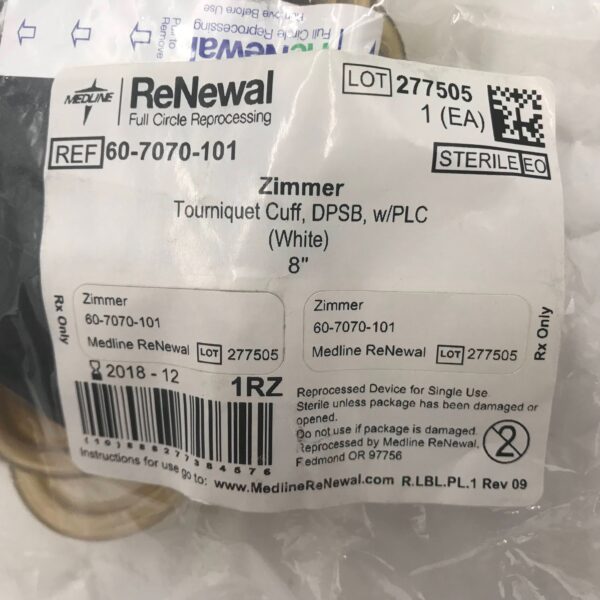 Pull to
Remove
ReNewal
Full Circle Reprocessing
Remove Before Use
MEDLINE
ReNewal
Full Circle Reprocessing
LOT 277505
1 (EA)
REF 60-7070-101
STERILE EO
Zimmer
Tourniquet Cuff, DPSB, w/PLC
(White)
8"
Rx Only
Zimmer
60-7070-101
Medline ReNewal LOT 277505
Zimmer
60-7070-101
Medline ReNewal LOT 277505
Rx Only
2018 - 12
1RZ
Reprocessed Device for Single Use
Sterile unless package has been damaged or
opened.
Do not use if package is damaged.
Reprocessed by Medline ReNewal,
Redmond OR 97756
2
Instructions for use go to: www.MedlineReNewal.com R.LBL.PL.1 Rev 09